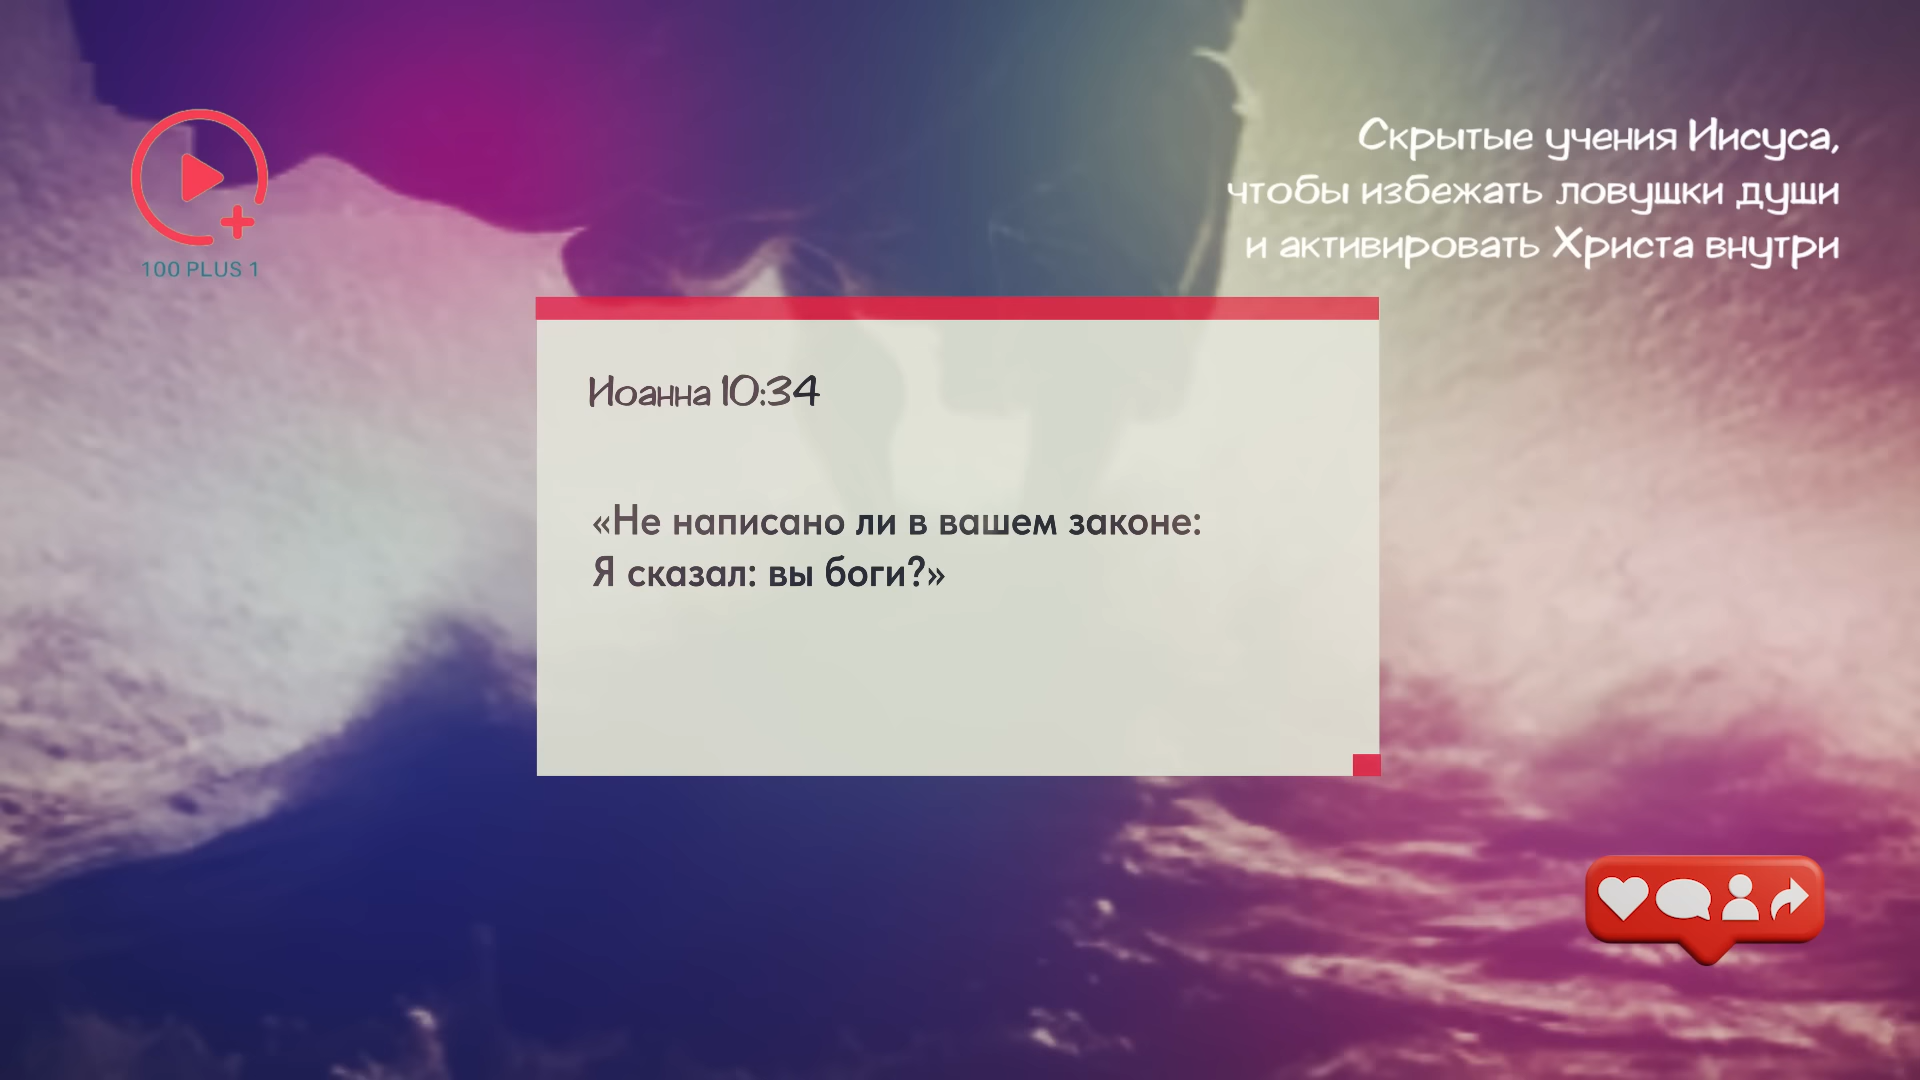 100 PLUS 1
Скрытые учения Иисуса,
чтобы избежать ловушки души
и активировать Христа внутри
Иоанна 10:34
«Не написано ли в вашем законе:
Я сказал: вы боги?»